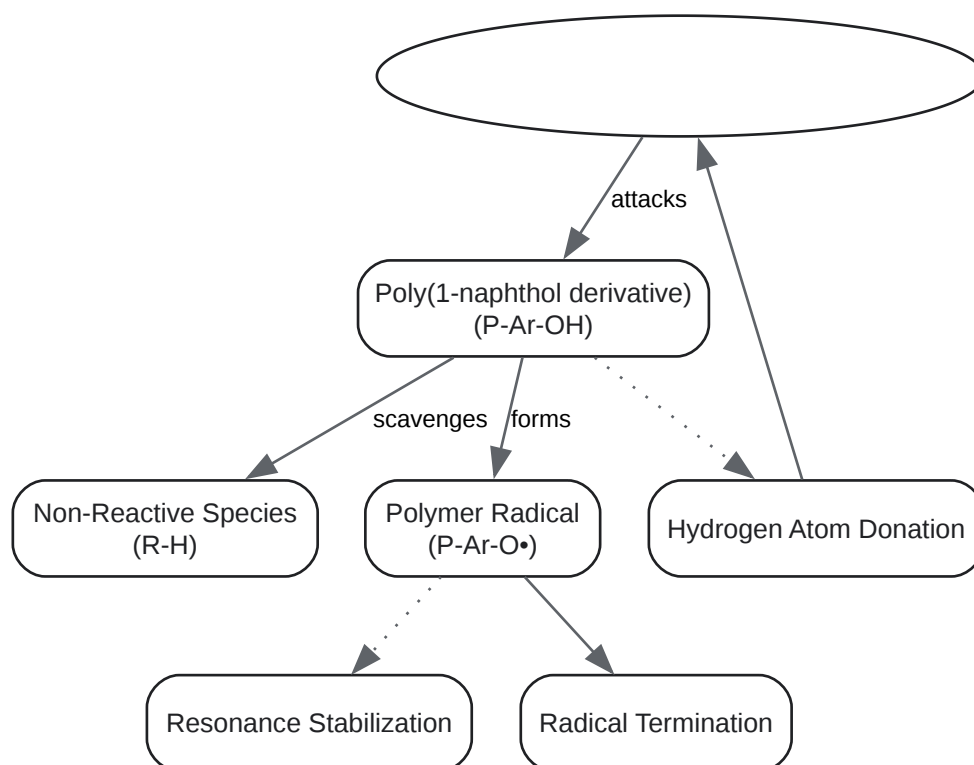 attacks
Poly(1-naphthol derivative)
(P-Ar-OH)
scavenges
forms
Non-Reactive Species
(R-H)
Polymer Radical
(P-Ar-O•)
Hydrogen Atom Donation
Resonance Stabilization
Radical Termination